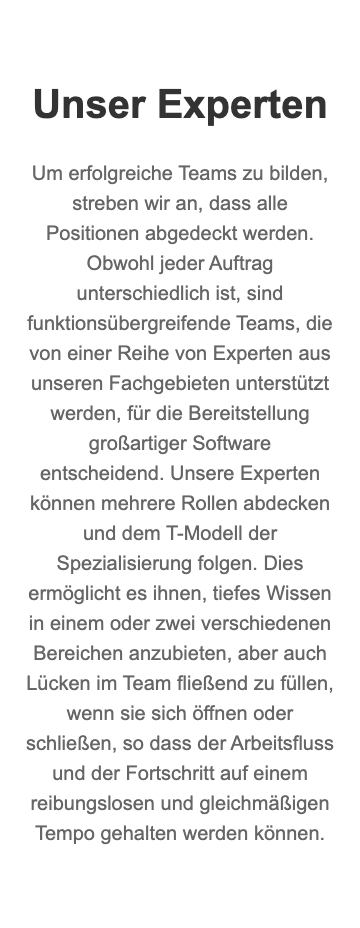 Unser Experten
Um erfolgreiche Teams zu bilden,
streben wir an, dass alle
Positionen abgedeckt werden.
Obwohl jeder Auftrag
unterschiedlich ist, sind
funktionsübergreifende Teams, die
von einer Reihe von Experten aus
unseren Fachgebieten unterstützt
werden, für die Bereitstellung
großartiger Software
entscheidend. Unsere Experten
können mehrere Rollen abdecken
und dem T-Modell der
Spezialisierung folgen. Dies
ermöglicht es ihnen, tiefes Wissen
in einem oder zwei verschiedenen
Bereichen anzubieten, aber auch
Lücken im Team fließend zu füllen,
wenn sie sich öffnen oder
schließen, so dass der Arbeitsfluss
und der Fortschritt auf einem
reibungslosen und gleichmäßigen
Tempo gehalten werden können.